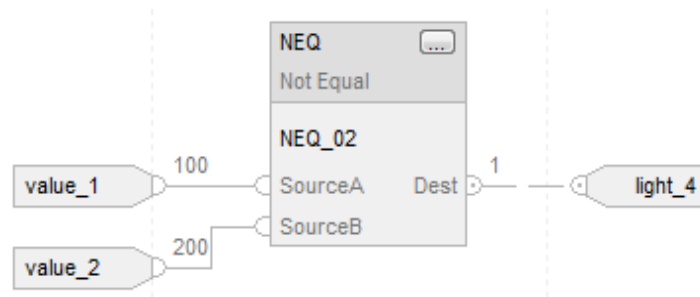 NEQ
...
Not Equal
NEQ_02
100
1
value_1
SourceA
Dest
light_4
SourceB
200
value_2